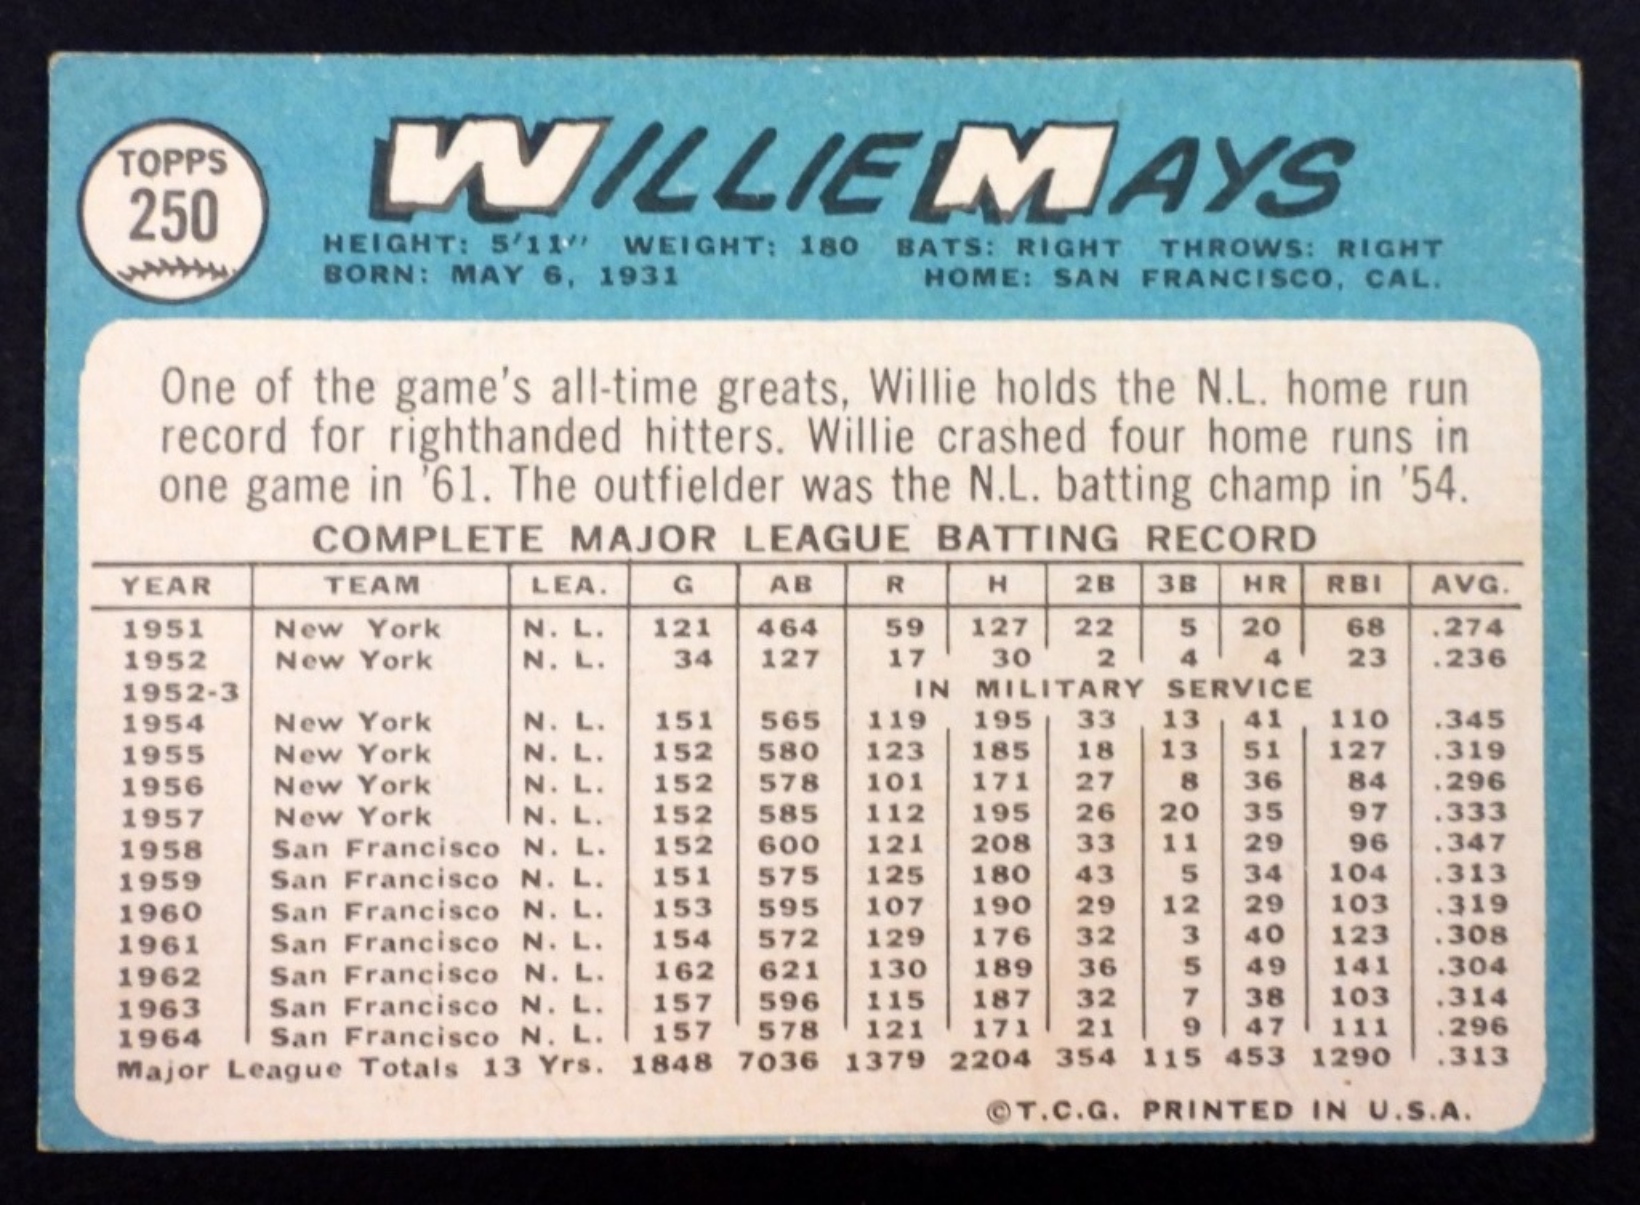 TOPPS
250
WILLIE MAYS
HEIGHT: 5'11" WEIGHT: 180 BATS: RIGHT THROWS: RIGHT
BORN: MAY 6, 1931 HOME: SAN FRANCISCO, CAL.
One of the game's all-time greats, Willie holds the N.L. home run
record for righthanded hitters. Willie crashed four home runs in
one game in '61. The outfielder was the N.L. batting champ in '54.
COMPLETE MAJOR LEAGUE BATTING RECORD
YEAR TEAM LEA. G AB R H 2B 3B HR RBI AVG.
1951 New York N. L. 121 464 59 127 22 5 20 68 .274
1952 New York N. L. 34 127 17 30 2 4 4 23 .236
1952-3 IN MILITARY SERVICE
1954 New York N. L. 151 565 119 195 33 13 41 110 .345
1955 New York N. L. 152 580 123 185 18 13 51 127 .319
1956 New York N. L. 152 578 101 171 27 8 36 84 .296
1957 New York N. L. 152 585 112 195 26 20 35 97 .333
1958 San Francisco N. L. 152 600 121 208 33 11 29 96 .347
1959 San Francisco N. L. 151 575 125 180 43 5 34 104 .313
1960 San Francisco N. L. 153 595 107 190 29 12 29 103 .319
1961 San Francisco N. L. 154 572 129 176 32 3 40 123 .308
1962 San Francisco N. L. 162 621 130 189 36 5 49 141 .304
1963 San Francisco N. L. 157 596 115 187 32 7 38 103 .314
1964 San Francisco N. L. 157 578 121 171 21 9 47 111 .296
Major League Totals 13 Yrs. 1848 7036 1379 2204 354 115 453 1290 .313
©T.C.G. PRINTED IN U.S.A.